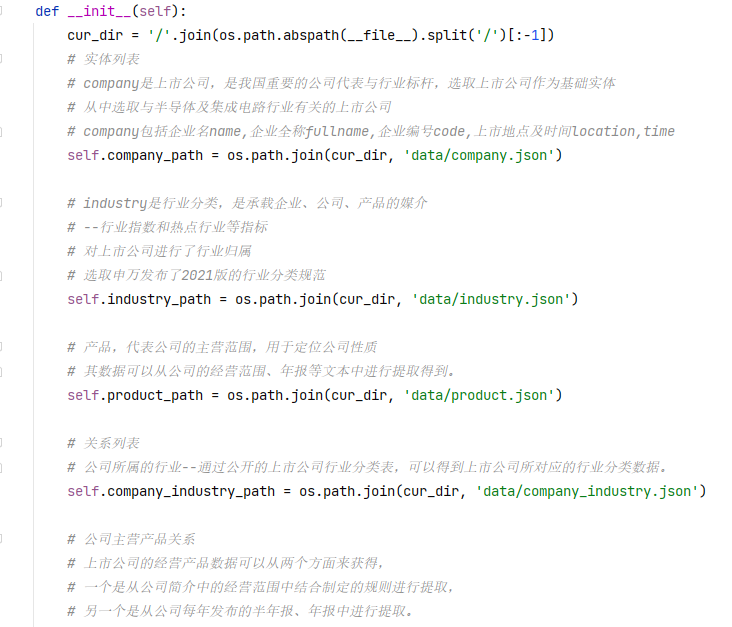 def __init__(self):
    cur_dir = '/'.join(os.path.abspath(__file__).split('/')[:-1])
    # 实体列表
    # company是上市公司，是我国重要的公司代表与行业标杆，选取上市公司作为基础实体
    # 从中选取与半导体及集成电路行业有关的上市公司
    # company包括企业名name,企业全称fullname,企业编号code,上市地点及时间location,time
    self.company_path = os.path.join(cur_dir, 'data/company.json')

    # industry是行业分类，是承载企业、公司、产品的媒介
    # --行业指数和热点行业等指标
    # 对上市公司进行了行业归属
    # 选取申万发布了2021版的行业分类规范
    self.industry_path = os.path.join(cur_dir, 'data/industry.json')

    # 产品，代表公司的主营范围，用于定位公司性质
    # 其数据可以从公司的经营范围、年报等文本中进行提取得到。
    self.product_path = os.path.join(cur_dir, 'data/product.json')

    # 关系列表
    # 公司所属的行业--通过公开的上市公司行业分类表，可以得到上市公司所对应的行业分类数据。
    self.company_industry_path = os.path.join(cur_dir, 'data/company_industry.json')

    # 公司主营产品关系
    # 上市公司的经营产品数据可以从两个方面来获得，
    # 一个是从公司简介中的经营范围中结合制定的规则进行提取，
    # 另一个是从公司每年发布的半年报、年报中进行提取。